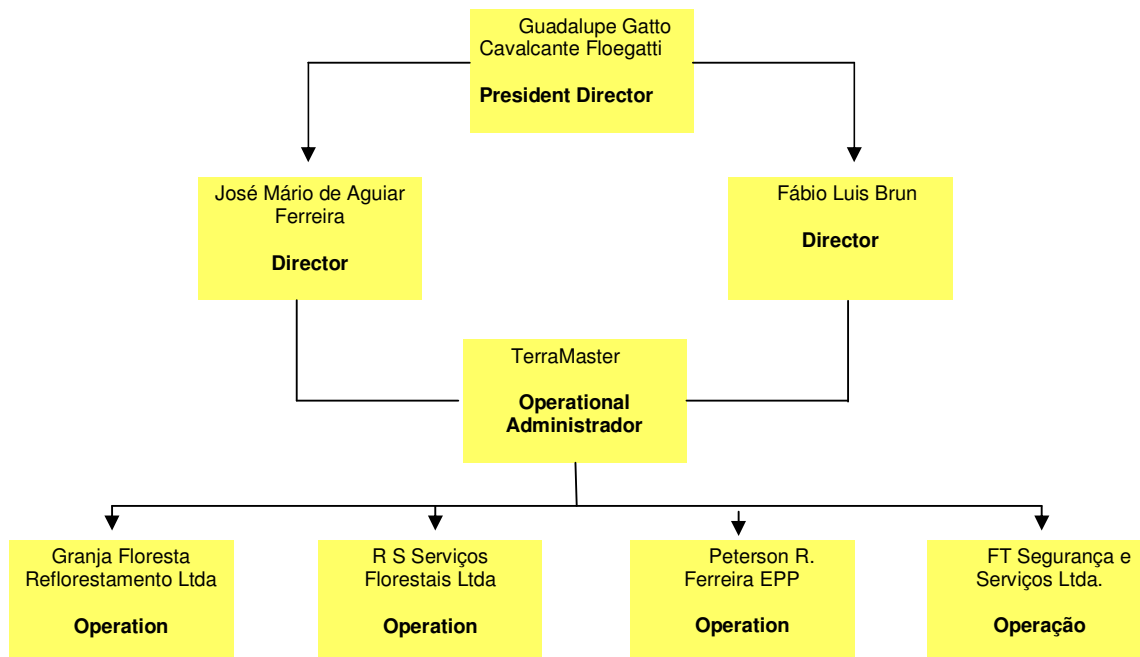 Guadalupe Gatto
Cavalcante Floegatti
President Director
José Mário de Aguiar
Ferreira
Director
Fábio Luis Brun
Director
TerraMaster
Operational
Administrador
Granja Floresta
Reflorestamento Ltda
Operation
R S Serviços
Florestais Ltda
Operation
Peterson R.
Ferreira EPP
Operation
FT Segurança e
Serviços Ltda.
Operação